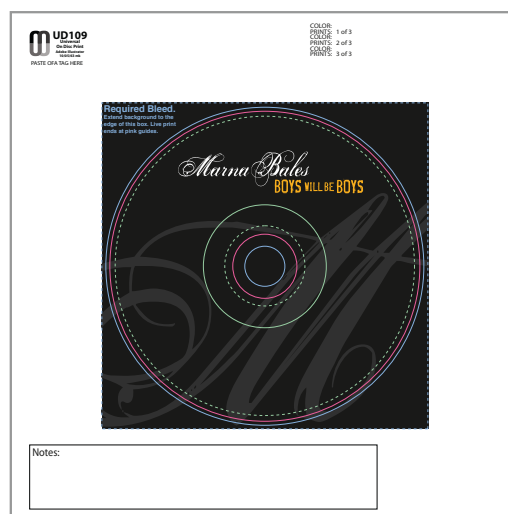 UD109
Universal
On Disc Print
Adobe Illustrator
PASTE OFA TAG HERE
COLOR:
PRINTS: 1 of 3
COLOR:
PRINTS: 2 of 3
COLOR:
PRINTS: 3 of 3
Required Bleed.
Extend background to the
edge of this box. Live print
ends at pink guides.
Marna Bales
BOYS WILL BE BOYS
Notes: